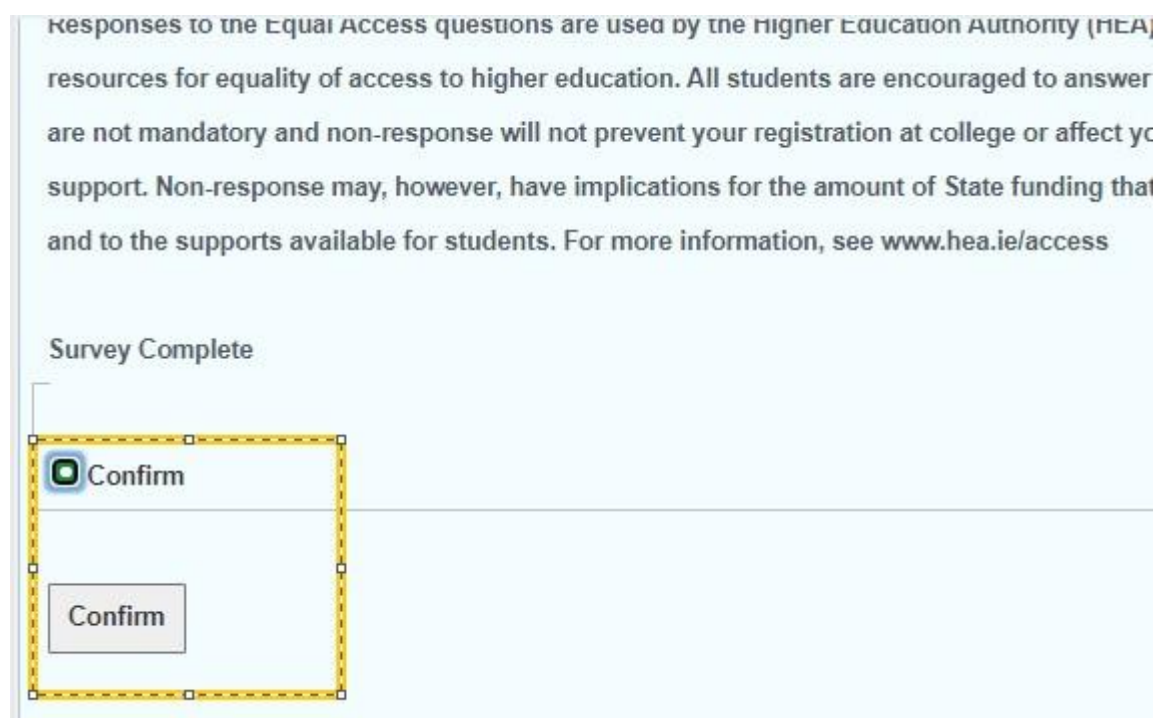 Responses to the Equal Access questions are used by the Higher Education Authority (HEA)
resources for equality of access to higher education. All students are encouraged to answer
are not mandatory and non-response will not prevent your registration at college or affect yo
support. Non-response may, however, have implications for the amount of State funding that
and to the supports available for students. For more information, see www.hea.ie/access
Survey Complete
Confirm
Confirm